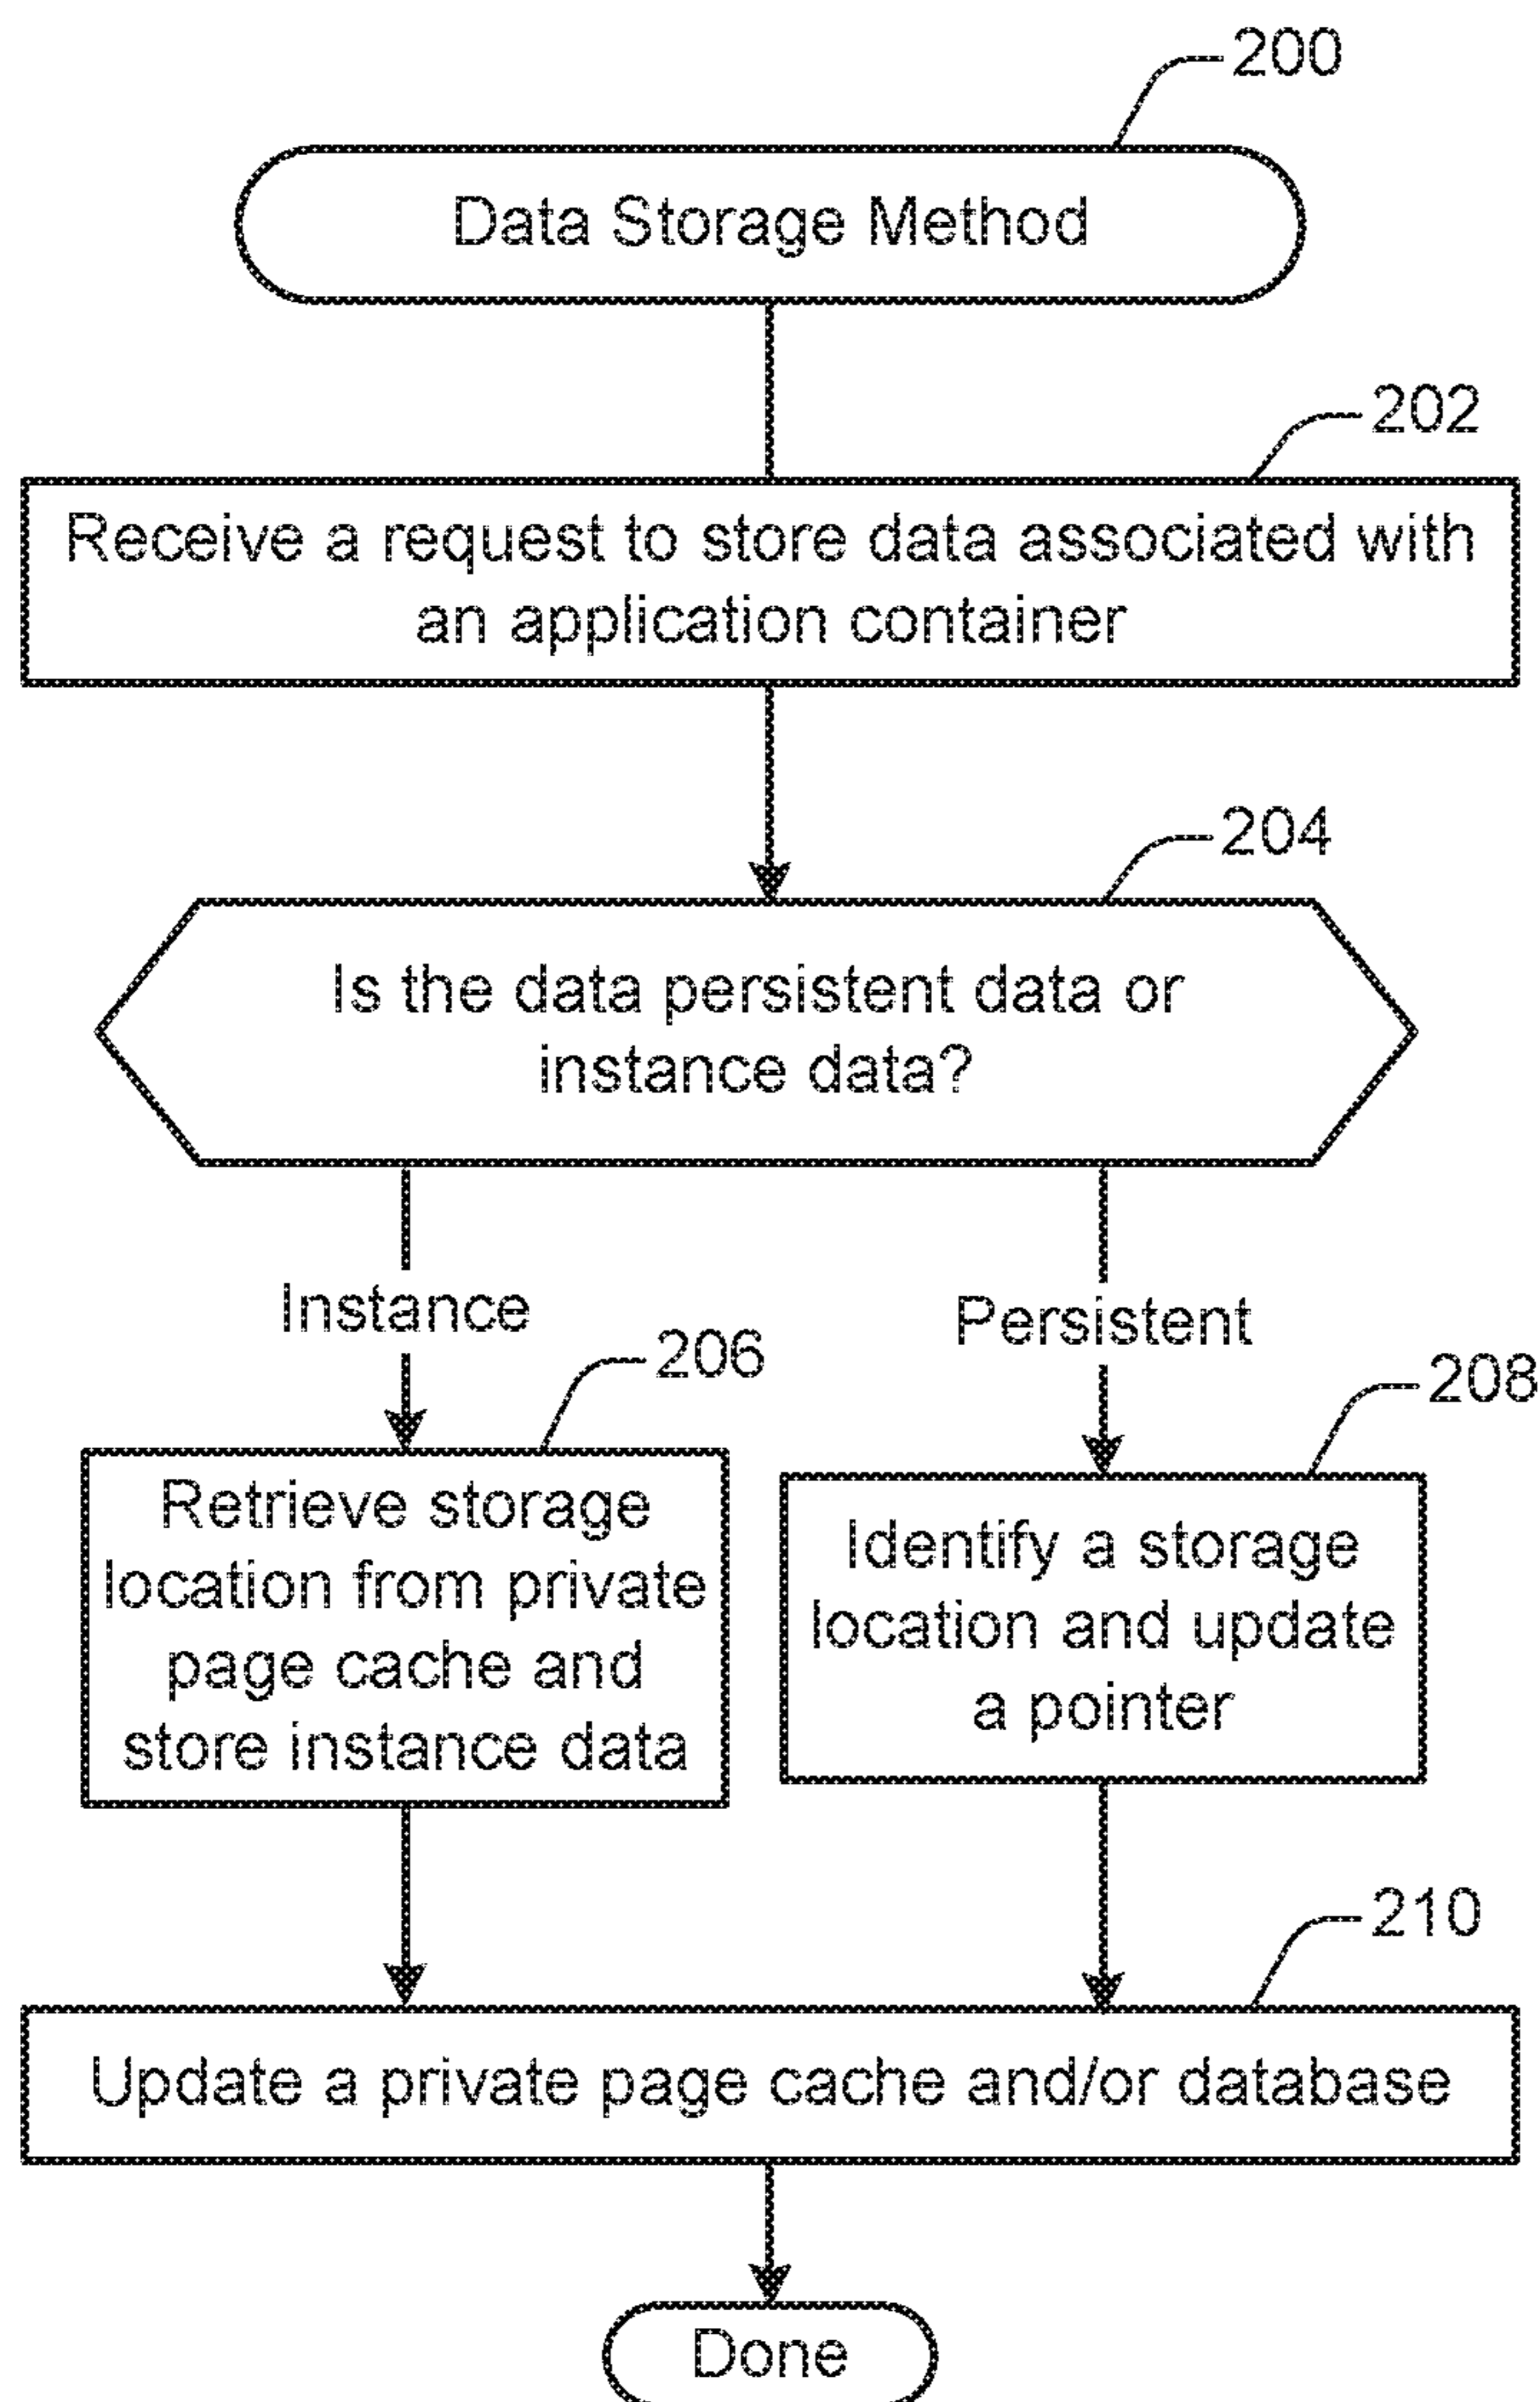 200
Data Storage Method
202
Receive a request to store data associated with
an application container
204
Is the data persistent data or
instance data?
Instance
Persistent
206
208
Retrieve storage
location from private
page cache and
store instance data
Identify a storage
location and update
a pointer
210
Update a private page cache and/or database
Done